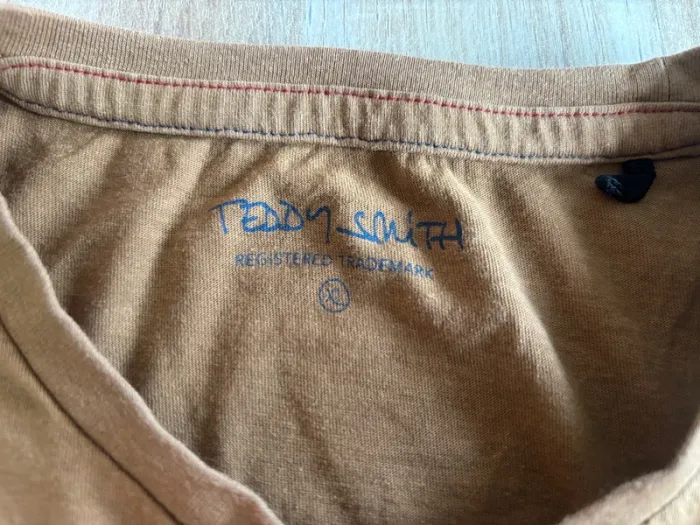 TEDDY SMITH
REGISTERED TRADEMARK
XL